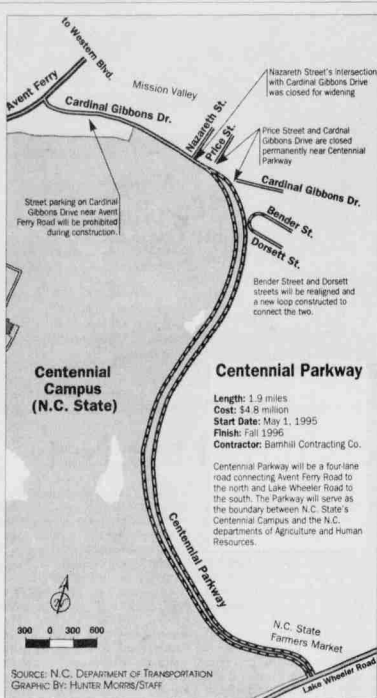 to Western Blvd.
Avent Ferry
Mission Valley
Cardinal Gibbons Dr.
Nazareth St.
Price St.
Nazareth Street's intersection
with Cardinal Gibbons Drive
was closed for widening
Price Street and Cardnal
Gibbons Drive are closed
permanently near Centennial
Parkway
Cardinal Gibbons Dr.
Street parking on Cardinal
Gibbons Drive near Avent
Ferry Road will be prohibited
during construction.
Bender St.
Dorsett St.
Bender Street and Dorsett
streets will be realigned and
a new loop constructed to
connect the two.
Centennial
Campus
(N.C. State)
Centennial Parkway
Length: 1.9 miles
Cost: $4.8 million
Start Date: May 1, 1995
Finish: Fall 1996
Contractor: Barnhill Contracting Co.
Centennial Parkway will be a four-lane
road connecting Avent Ferry Road to
the north and Lake Wheeler Road to
the south. The Parkway will serve as
the boundary between N.C. State's
Centennial Campus and the N.C.
departments of Agriculture and Human
Resources.
Centennial Parkway
N
300 0 300 600
N.C. State
Farmers Market
Lake Wheeler Road
SOURCE: N.C. DEPARTMENT OF TRANSPORTATION
GRAPHIC BY: HUNTER MORRIS/STAFF